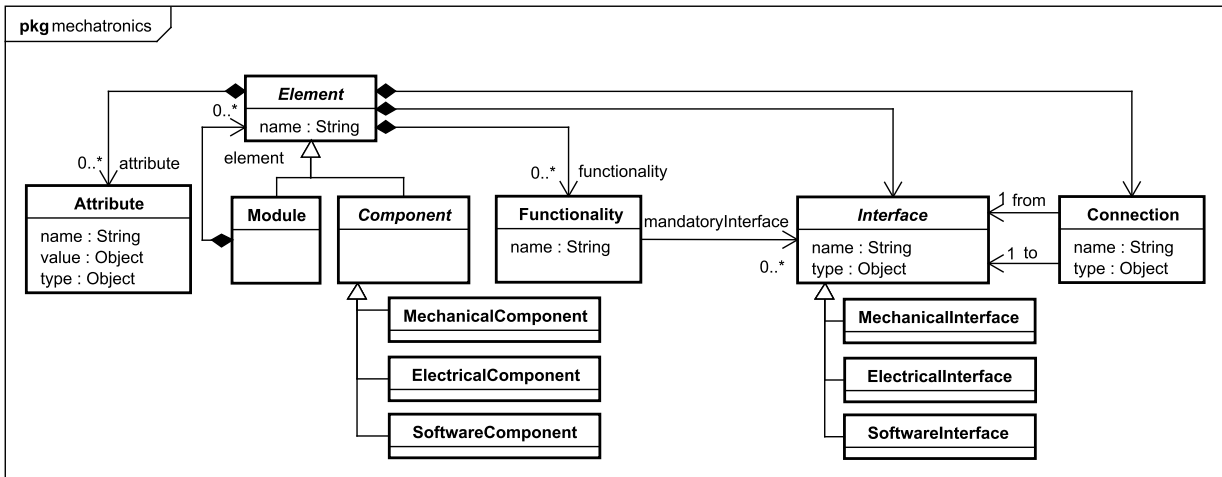 pkg mechatronics
Element
name : String
0..*
element
0..* attribute
Attribute
name : String
value : Object
type : Object
Module
Component
0..* functionality
Functionality
name : String
mandatoryInterface
0..*
Interface
name : String
type : Object
1 from
1 to
Connection
name : String
type : Object
MechanicalComponent
ElectricalComponent
SoftwareComponent
MechanicalInterface
ElectricalInterface
SoftwareInterface